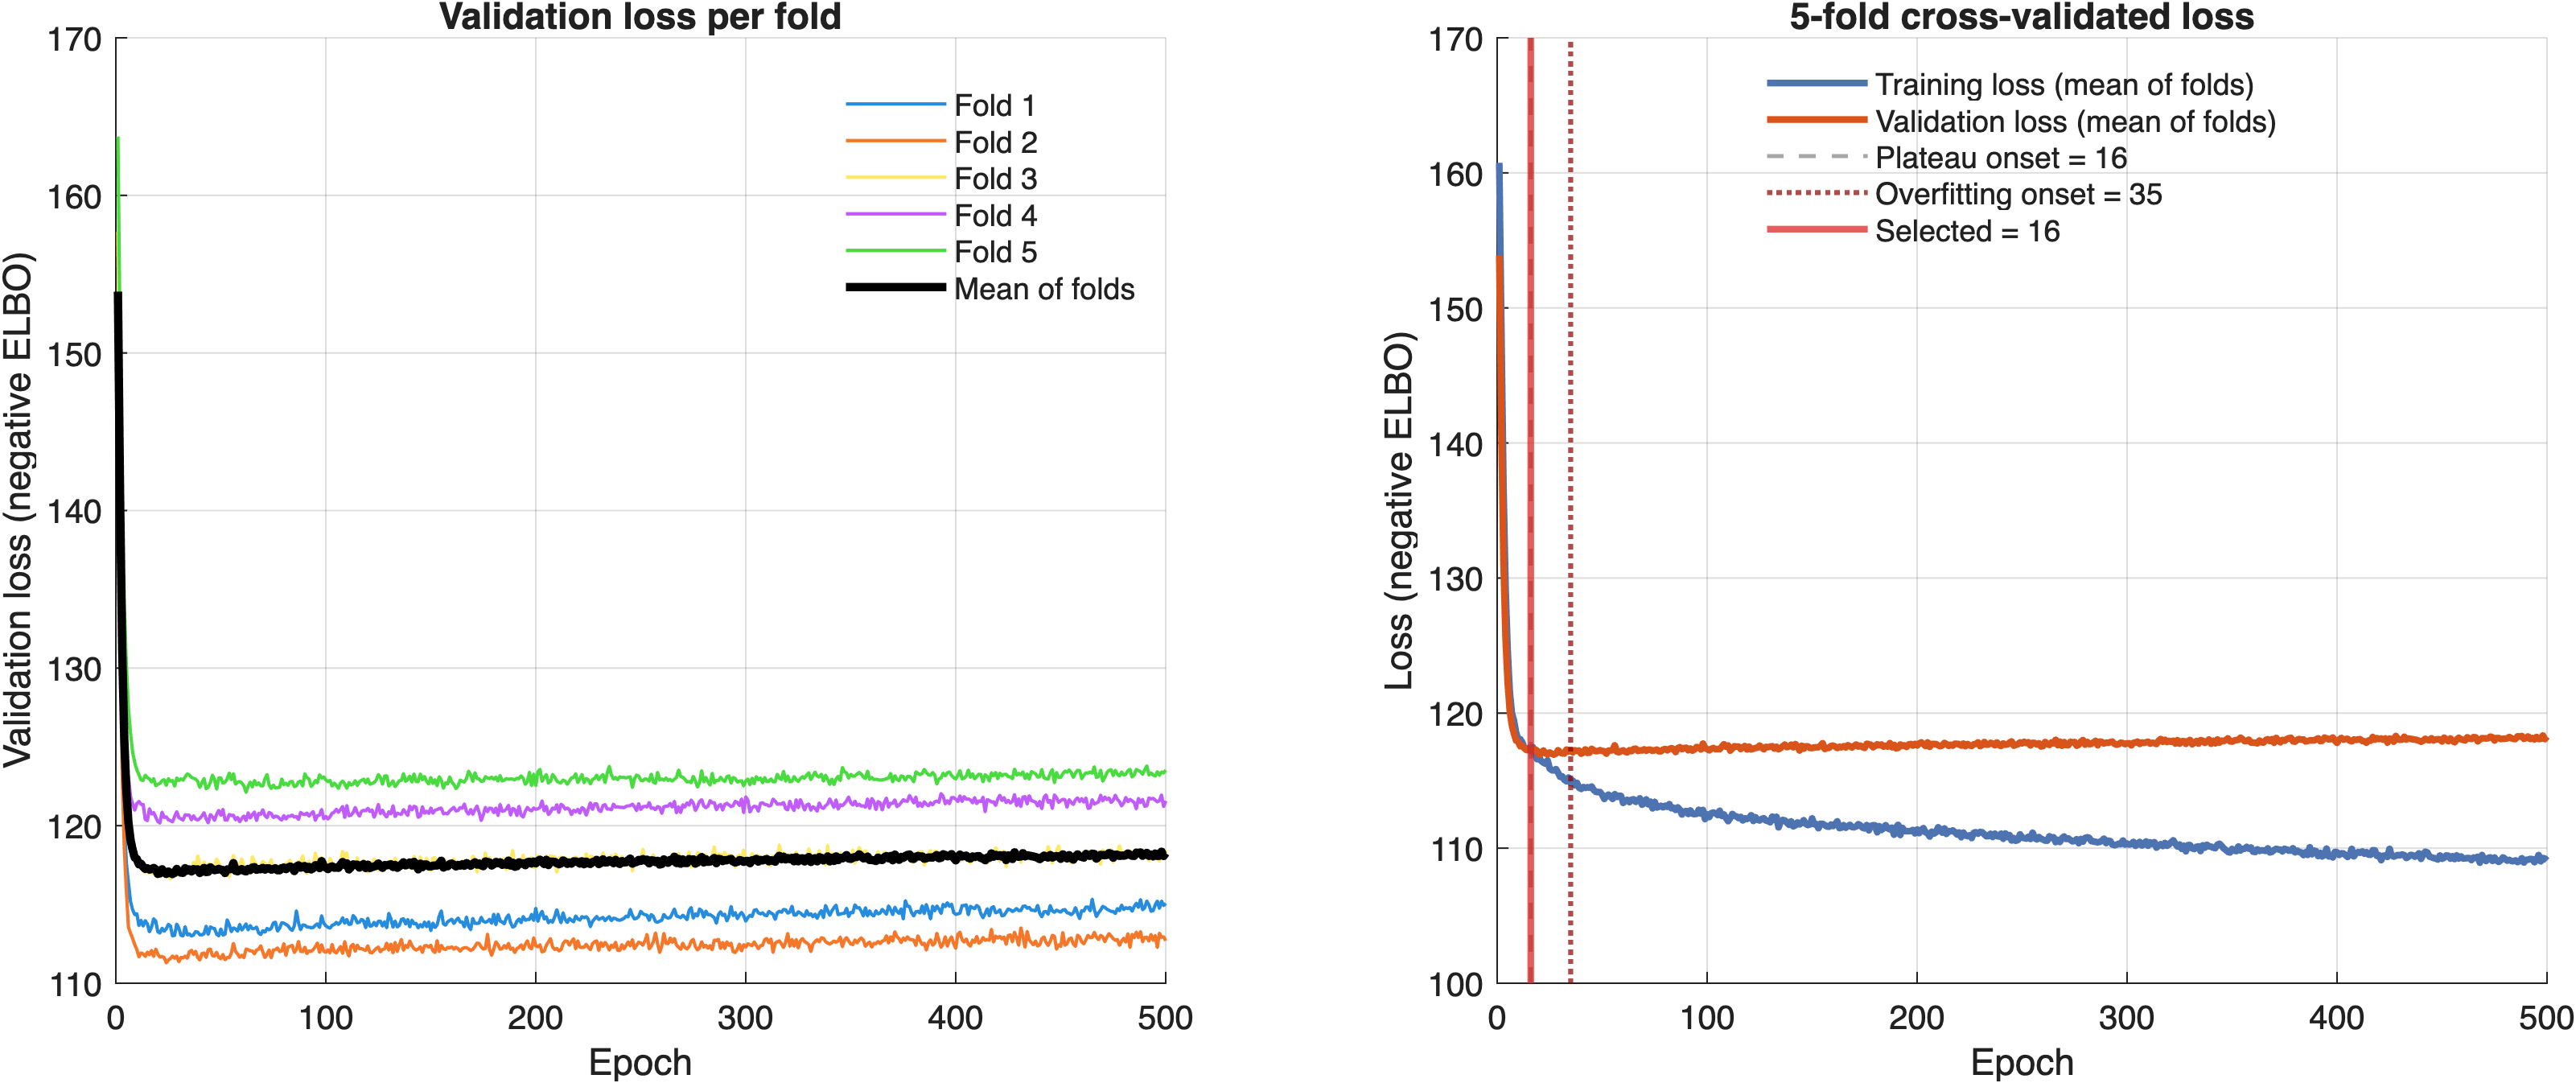 Validation loss per fold
Validation loss (negative ELBO)
170
160
150
140
130
120
110
Fold 1
Fold 2
Fold 3
Fold 4
Fold 5
Mean of folds
0
100
200
300
400
500
Epoch
5-fold cross-validated loss
Loss (negative ELBO)
170
160
150
140
130
120
110
100
Training loss (mean of folds)
Validation loss (mean of folds)
Plateau onset = 16
Overfitting onset = 35
Selected = 16
0
100
200
300
400
500
Epoch